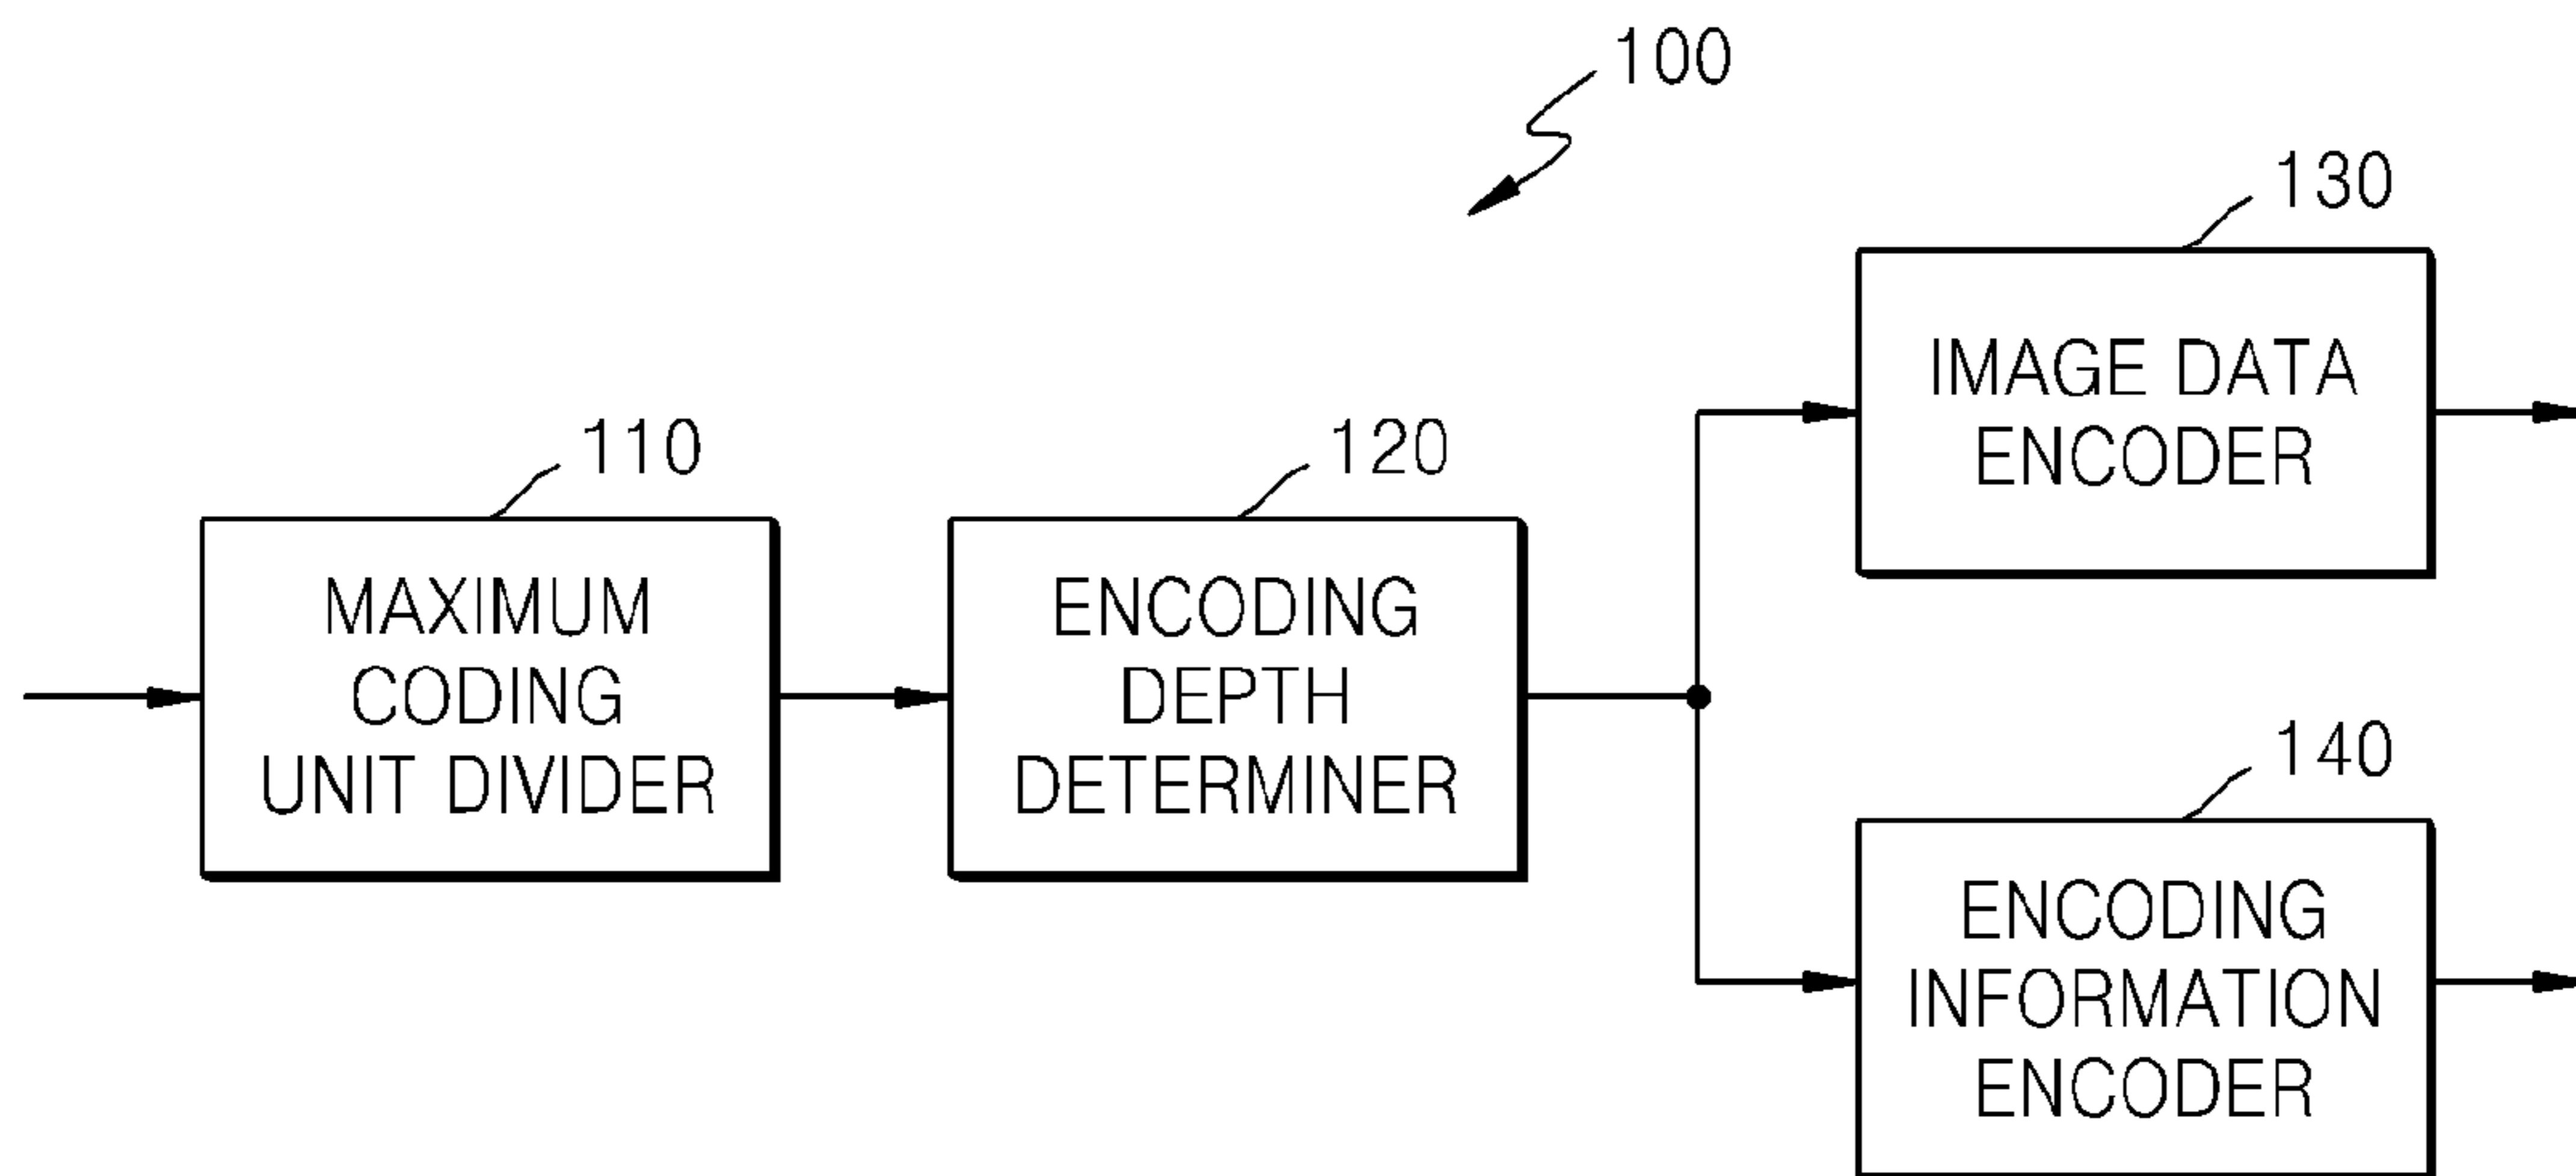 100
110
MAXIMUM
CODING
UNIT DIVIDER
120
ENCODING
DEPTH
DETERMINER
130
IMAGE DATA
ENCODER
140
ENCODING
INFORMATION
ENCODER